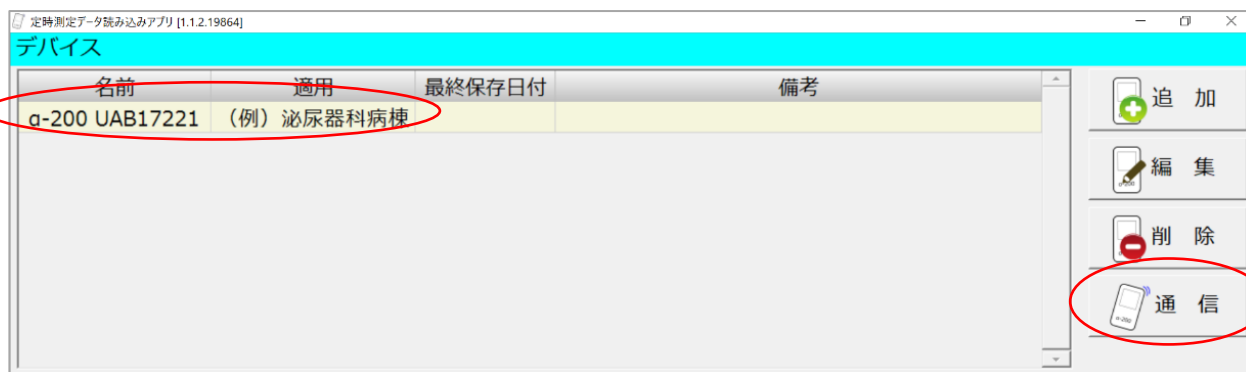 定時測定データ読み込みアプリ [1.1.2.19864]
デバイス
名前 適用 最終保存日付 備考
α-200 UAB17221 （例）泌尿器科病棟
追 加
編 集
削 除
通 信